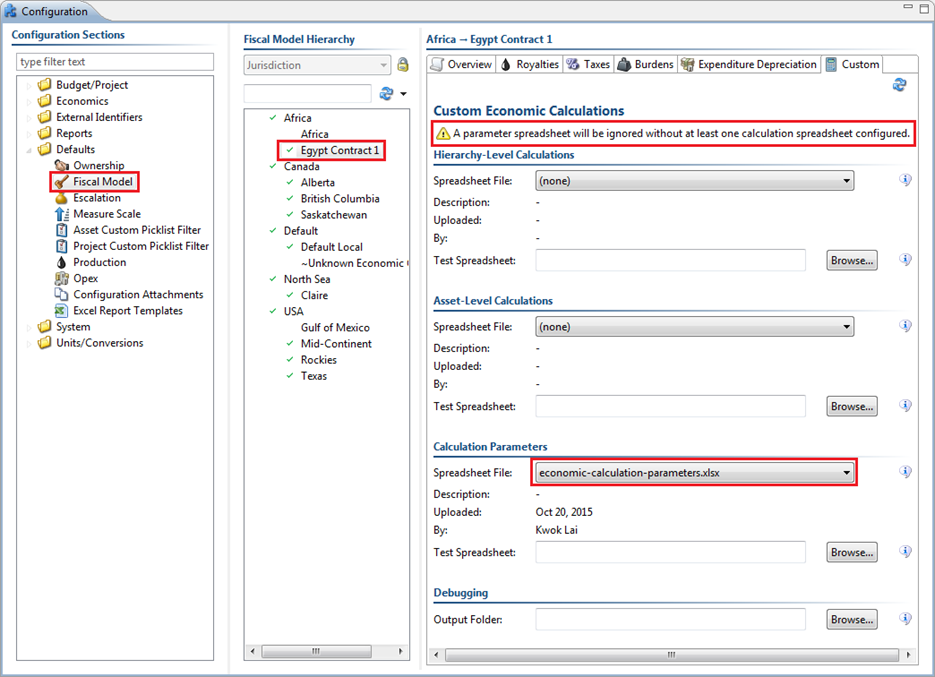 Configuration
Configuration Sections
type filter text
Budget/Project
Economics
External Identifiers
Reports
Defaults
Ownership
Fiscal Model
Escalation
Measure Scale
Asset Custom Picklist Filter
Project Custom Picklist Filter
Production
Opex
Configuration Attachments
Excel Report Templates
System
Units/Conversions
Fiscal Model Hierarchy
Jurisdiction
Africa
Africa
Egypt Contract 1
Canada
Alberta
British Columbia
Saskatchewan
Default
Default Local
~Unknown Economic
North Sea
Claire
USA
Gulf of Mexico
Mid-Continent
Rockies
Texas
Africa → Egypt Contract 1
Overview Royalties Taxes Burdens Expenditure Depreciation Custom
Custom Economic Calculations
A parameter spreadsheet will be ignored without at least one calculation spreadsheet configured.
Hierarchy-Level Calculations
Spreadsheet File: (none)
Description: -
Uploaded: -
By: -
Test Spreadsheet: Browse...
Asset-Level Calculations
Spreadsheet File: (none)
Description: -
Uploaded: -
By: -
Test Spreadsheet: Browse...
Calculation Parameters
Spreadsheet File: economic-calculation-parameters.xlsx
Description: -
Uploaded: Oct 20, 2015
By: Kwok Lai
Test Spreadsheet: Browse...
Debugging
Output Folder: Browse...